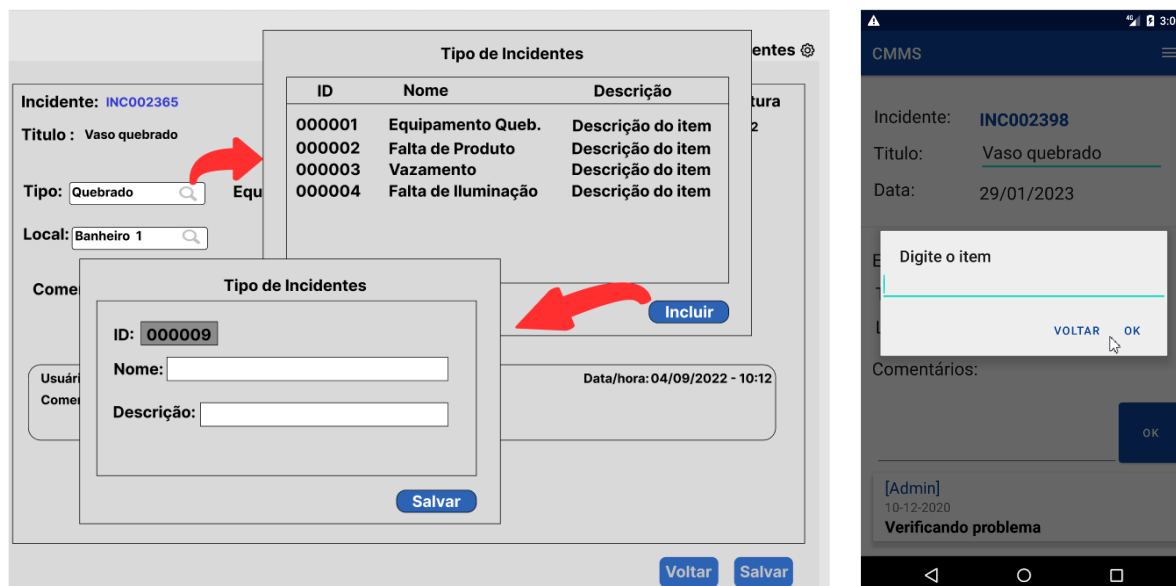 entes
Incidente: INC002365
tura
Titulo : Vaso quebrado
2
Tipo: Quebrado
Equ
Local: Banheiro 1
Come
Usuári
Data/hora: 04/09/2022 - 10:12
Comer
Voltar Salvar
Tipo de Incidentes
ID Nome Descrição
000001 Equipamento Queb. Descrição do item
000002 Falta de Produto Descrição do item
000003 Vazamento Descrição do item
000004 Falta de Iluminação Descrição do item
Incluir
Tipo de Incidentes
ID: 000009
Nome:
Descrição:
Salvar
4G 3:0
CMMS
Incidente: INC002398
Titulo: Vaso quebrado
Data: 29/01/2023
Digite o item
VOLTAR OK
Comentários:
OK
[Admin]
10-12-2020
Verificando problema